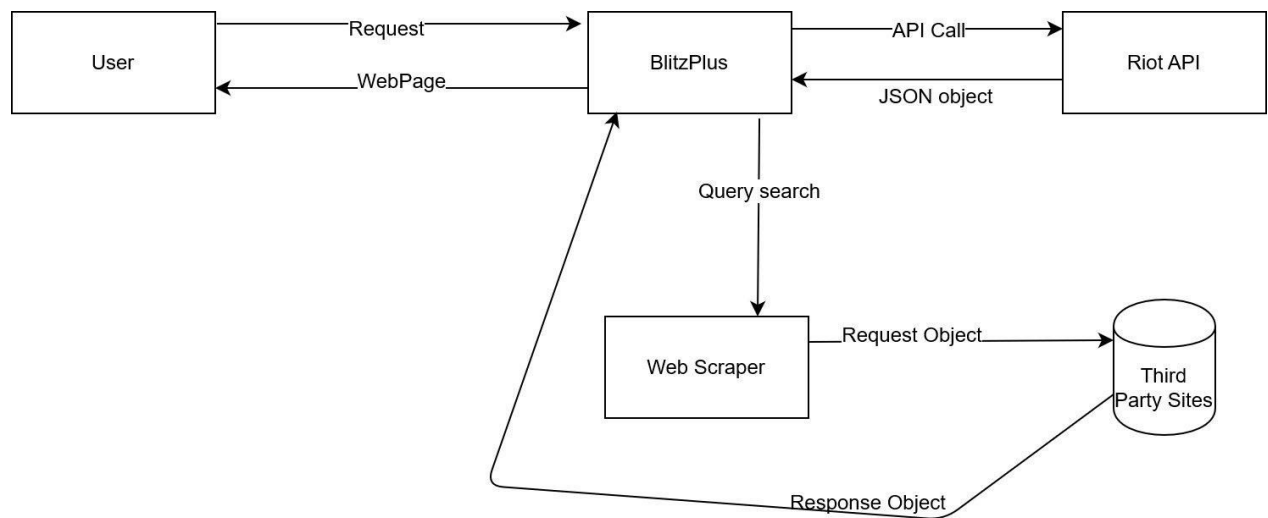 Request
API Call
User
BlitzPlus
Riot API
WebPage
JSON object
Query search
Request Object
Web Scraper
Third
Party Sites
Response Object